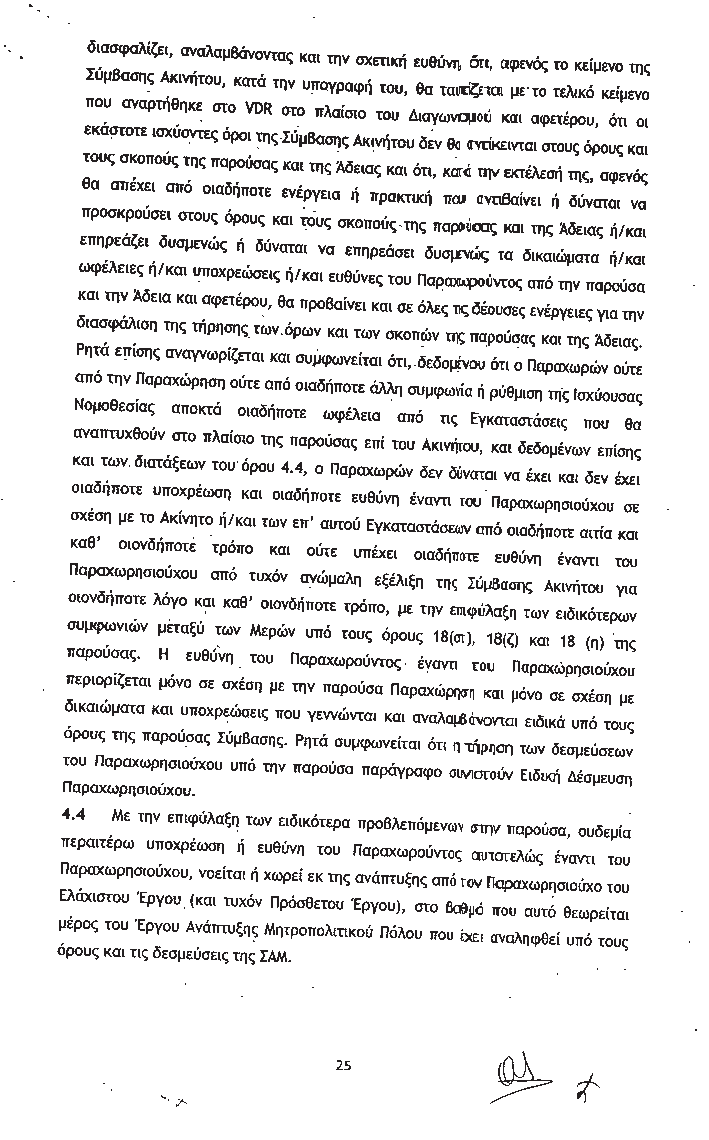 διασφαλίζει, αναλαμβάνοντας και την σχετική ευθύνη, ότι, αφενός το κείμενο της
Σύμβασης Ακινήτου, κατά την υπογραφή του, θα ταυτίζεται με το τελικό κείμενο
που αναρτήθηκε στο VDR στο πλαίσιο του Διαγωνισμού και αφετέρου, ότι οι
εκάστοτε ισχύοντες όροι της Σύμβασης Ακινήτου δεν θα αντίκεινται στους όρους και
τους σκοπούς της παρούσας και της Άδειας και ότι, κατά την εκτέλεσή της, αφενός
θα απέχει από οιαδήποτε ενέργεια ή πρακτική που αντιβαίνει ή δύναται να
προσκρούσει στους όρους και τους σκοπούς της παρούσας και της Άδειας ή/και
επηρεάζει δυσμενώς ή δύναται να επηρεάσει δυσμενώς τα δικαιώματα ή/και
ωφέλειες ή/και υποχρεώσεις ή/και ευθύνες του Παραχωρούντος από την παρούσα
και την Άδεια και αφετέρου, θα προβαίνει και σε όλες τις δέουσες ενέργειες για την
διασφάλιση της τήρησης των όρων και των σκοπών της παρούσας και της Άδειας.
Ρητά επίσης αναγνωρίζεται και συμφωνείται ότι, δεδομένου ότι ο Παραχωρών ούτε
από την Παραχώρηση ούτε από οιαδήποτε άλλη συμφωνία ή ρύθμιση της Ισχύουσας
Νομοθεσίας αποκτά οιαδήποτε ωφέλεια από τις Εγκαταστάσεις που θα
αναπτυχθούν στο πλαίσιο της παρούσας επί του Ακινήτου, και δεδομένων επίσης
και των διατάξεων του όρου 4.4, ο Παραχωρών δεν δύναται να έχει και δεν έχει
οιαδήποτε υποχρέωση και οιαδήποτε ευθύνη έναντι του Παραχωρησιούχου σε
σχέση με το Ακίνητο ή/και των επ' αυτού Εγκαταστάσεων από οιαδήποτε αιτία και
καθ' οιονδήποτε τρόπο και ούτε υπέχει οιαδήποτε ευθύνη έναντι του
Παραχωρησιούχου από τυχόν ανώμαλη εξέλιξη της Σύμβασης Ακινήτου για
οιονδήποτε λόγο και καθ' οιονδήποτε τρόπο, με την επιφύλαξη των ειδικότερων
συμφωνιών μεταξύ των Μερών υπό τους όρους 18(στ), 18(ζ) και 18 (η) της
παρούσας. Η ευθύνη του Παραχωρούντος έναντι του Παραχωρησιούχου
περιορίζεται μόνο σε σχέση με την παρούσα Παραχώρηση και μόνο σε σχέση με
δικαιώματα και υποχρεώσεις που γεννώνται και αναλαμβάνονται ειδικά υπό τους
όρους της παρούσας Σύμβασης. Ρητά συμφωνείται ότι η τήρηση των δεσμεύσεων
του Παραχωρησιούχου υπό την παρούσα παράγραφο συνιστούν Ειδική Δέσμευση
Παραχωρησιούχου.
4.4 Με την επιφύλαξη των ειδικότερα προβλεπόμενων στην παρούσα, ουδεμία
περαιτέρω υποχρέωση ή ευθύνη του Παραχωρούντος αυτοτελώς έναντι του
Παραχωρησιούχου, νοείται ή χωρεί εκ της ανάπτυξης από τον Παραχωρησιούχο του
Ελάχιστου Έργου (και τυχόν Πρόσθετου Έργου), στο βαθμό που αυτό θεωρείται
μέρος του Έργου Ανάπτυξης Μητροπολιτικού Πόλου που έχει αναληφθεί υπό τους
όρους και τις δεσμεύσεις της ΣΑΜ.
25